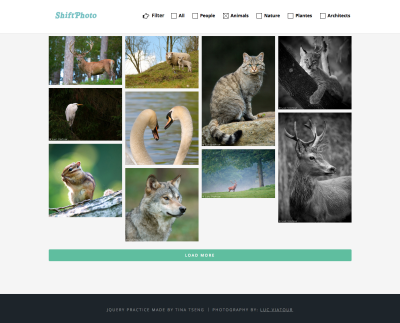 ShiftPhoto
Filter All People Animals Nature Plantes Architects
LOAD MORE
JQUERY PRACTICE MADE BY TINA TSENG | PHOTOGRAPHY BY: LUC VIATOUR